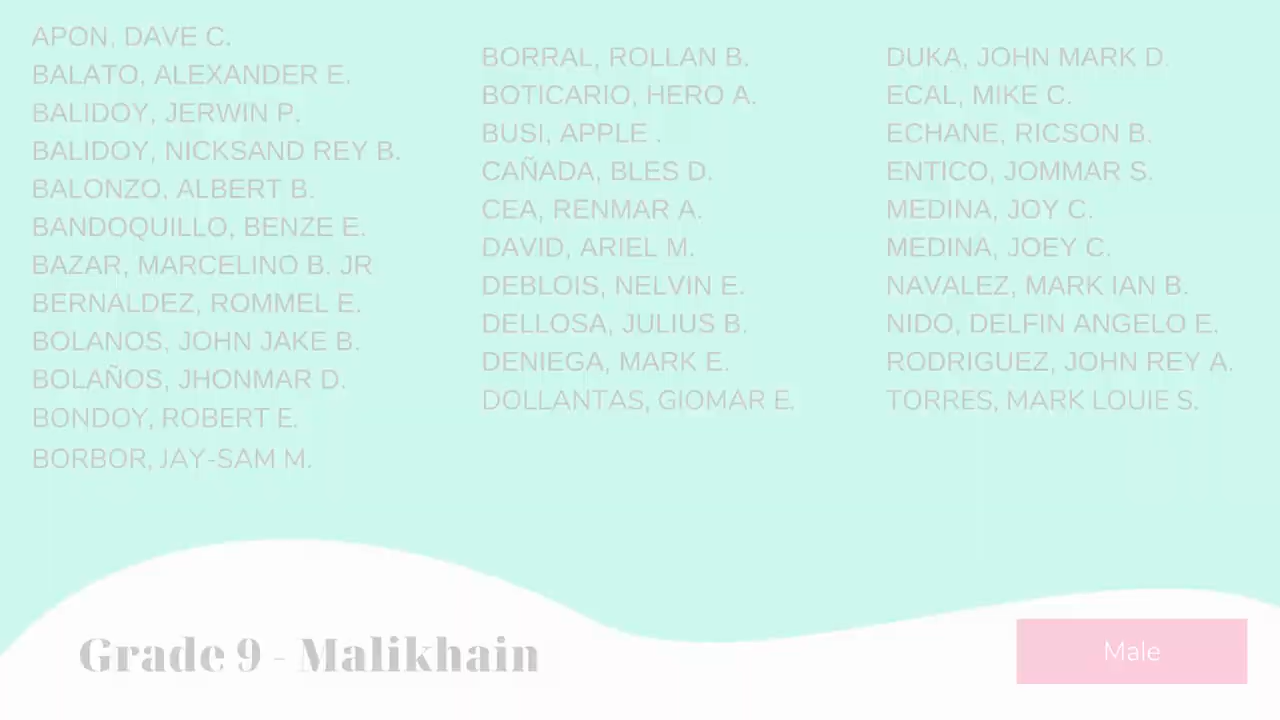 APON, DAVE C.
BALATO, ALEXANDER E.
BALIDOY, JERWIN P.
BALIDOY, NICKSAND REY B.
BALONZO, ALBERT B.
BANDOQUILLO, BENZE E.
BAZAR, MARCELINO B. JR
BERNALDEZ, ROMMEL E.
BOLANOS, JOHN JAKE B.
BOLAÑOS, JHONMAR D.
BONDOY, ROBERT E.
BORBOR, JAY-SAM M.
BORRAL, ROLLAN B.
BOTICARIO, HERO A.
BUSI, APPLE .
CAÑADA, BLES D.
CEA, RENMAR A.
DAVID, ARIEL M.
DEBLOIS, NELVIN E.
DELLOSA, JULIUS B.
DENIEGA, MARK E.
DOLLANTAS, GIOMAR E.
DUKA, JOHN MARK D.
ECAL, MIKE C.
ECHANE, RICSON B.
ENTICO, JOMMAR S.
MEDINA, JOY C.
MEDINA, JOEY C.
NAVALEZ, MARK IAN B.
NIDO, DELFIN ANGELO E.
RODRIGUEZ, JOHN REY A.
TORRES, MARK LOUIE S.
Grade 9 - Malikhain
Male